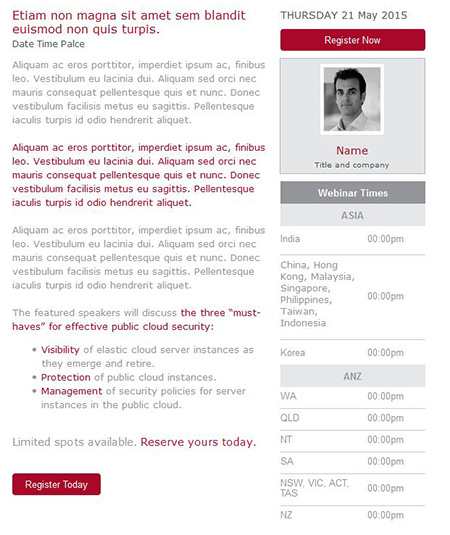 Etiam non magna sit amet sem blandit
euismod non quis turpis.
Date Time Palce
Aliquam ac eros porttitor, imperdiet ipsum ac, finibus
leo. Vestibulum eu lacinia dui. Aliquam sed orci nec
mauris consequat pellentesque quis et nunc. Donec
vestibulum facilisis metus eu sagittis. Pellentesque
iaculis turpis id odio hendrerit aliquet.
Aliquam ac eros porttitor, imperdiet ipsum ac, finibus
leo. Vestibulum eu lacinia dui. Aliquam sed orci nec
mauris consequat pellentesque quis et nunc. Donec
vestibulum facilisis metus eu sagittis. Pellentesque
iaculis turpis id odio hendrerit aliquet.
Aliquam ac eros porttitor, imperdiet ipsum ac, finibus
leo. Vestibulum eu lacinia dui. Aliquam sed orci nec
mauris consequat pellentesque quis et nunc. Donec
vestibulum facilisis metus eu sagittis. Pellentesque
iaculis turpis id odio hendrerit aliquet.
The featured speakers will discuss the three “must-
haves” for effective public cloud security:
• Visibility of elastic cloud server instances as
they emerge and retire.
• Protection of public cloud instances.
• Management of security policies for server
instances in the public cloud.
Limited spots available. Reserve yours today.
Register Today
THURSDAY 21 May 2015
Register Now
Name
Title and company
Webinar Times
ASIA
India 00:00pm
China, Hong
Kong, Malaysia,
Singapore,
Philippines, 00:00pm
Taiwan,
Indonesia
Korea 00:00pm
ANZ
WA 00:00pm
QLD 00:00pm
NT 00:00pm
SA 00:00pm
NSW, VIC, ACT, 00:00pm
TAS
NZ 00:00pm